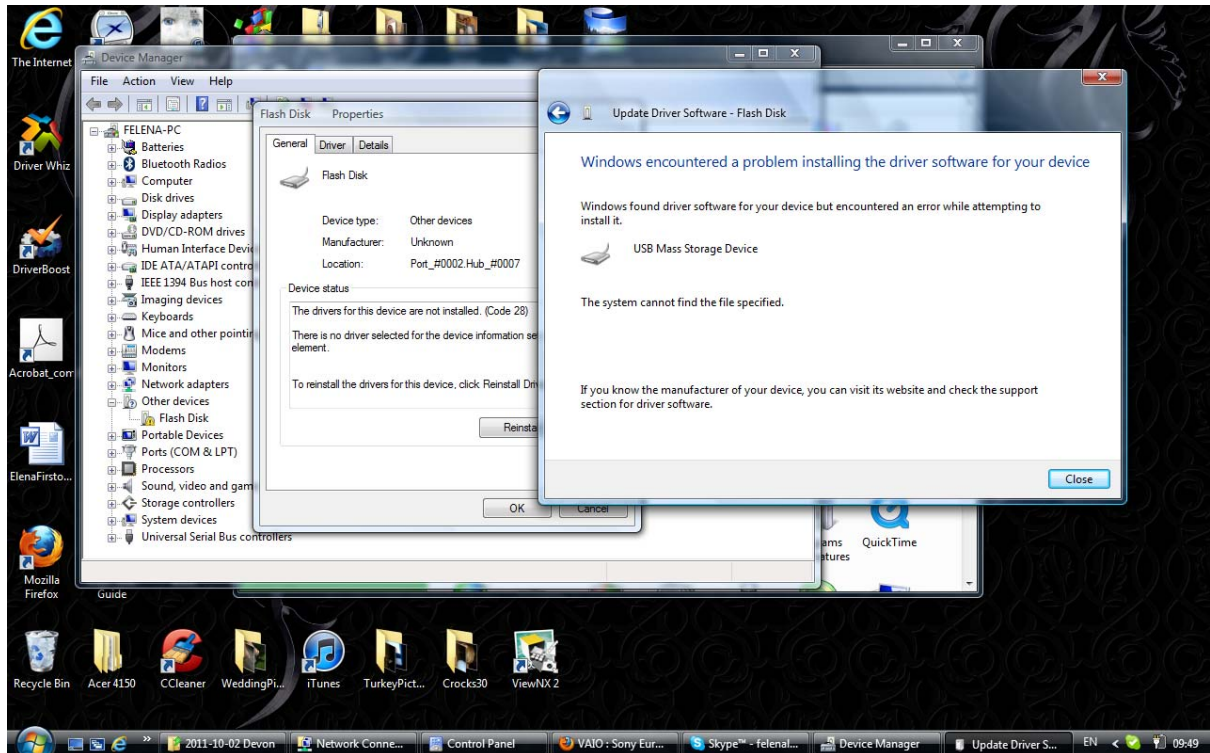 The Internet
Driver Whiz
DriverBoost
Acrobat_com
ElenaFirsto...
Mozilla
Firefox
Guide
Recycle Bin
Acer 4150
CCleaner
WeddingPi...
iTunes
TurkeyPict...
Crocks30
ViewNX 2
Device Manager
File Action View Help
FELENA-PC
Batteries
Bluetooth Radios
Computer
Disk drives
Display adapters
DVD/CD-ROM drives
Human Interface Devic
IDE ATA/ATAPI contro
IEEE 1394 Bus host con
Imaging devices
Keyboards
Mice and other pointin
Modems
Monitors
Network adapters
Other devices
Flash Disk
Portable Devices
Ports (COM & LPT)
Processors
Sound, video and gam
Storage controllers
System devices
Universal Serial Bus controllers
Flash Disk Properties
General Driver Details
Flash Disk
Device type: Other devices
Manufacturer: Unknown
Location: Port_#0002.Hub_#0007
Device status
The drivers for this device are not installed. (Code 28)
There is no driver selected for the device information se
element.
To reinstall the drivers for this device, click Reinstall Driv
Reinsta
OK Cancel
Update Driver Software - Flash Disk
Windows encountered a problem installing the driver software for your device
Windows found driver software for your device but encountered an error while attempting to
install it.
USB Mass Storage Device
The system cannot find the file specified.
If you know the manufacturer of your device, you can visit its website and check the support
section for driver software.
Close
QuickTime
2011-10-02 Devon
Network Conne...
Control Panel
VAIO : Sony Eur...
Skype™ - felenal...
Device Manager
Update Driver S...
EN
09:49